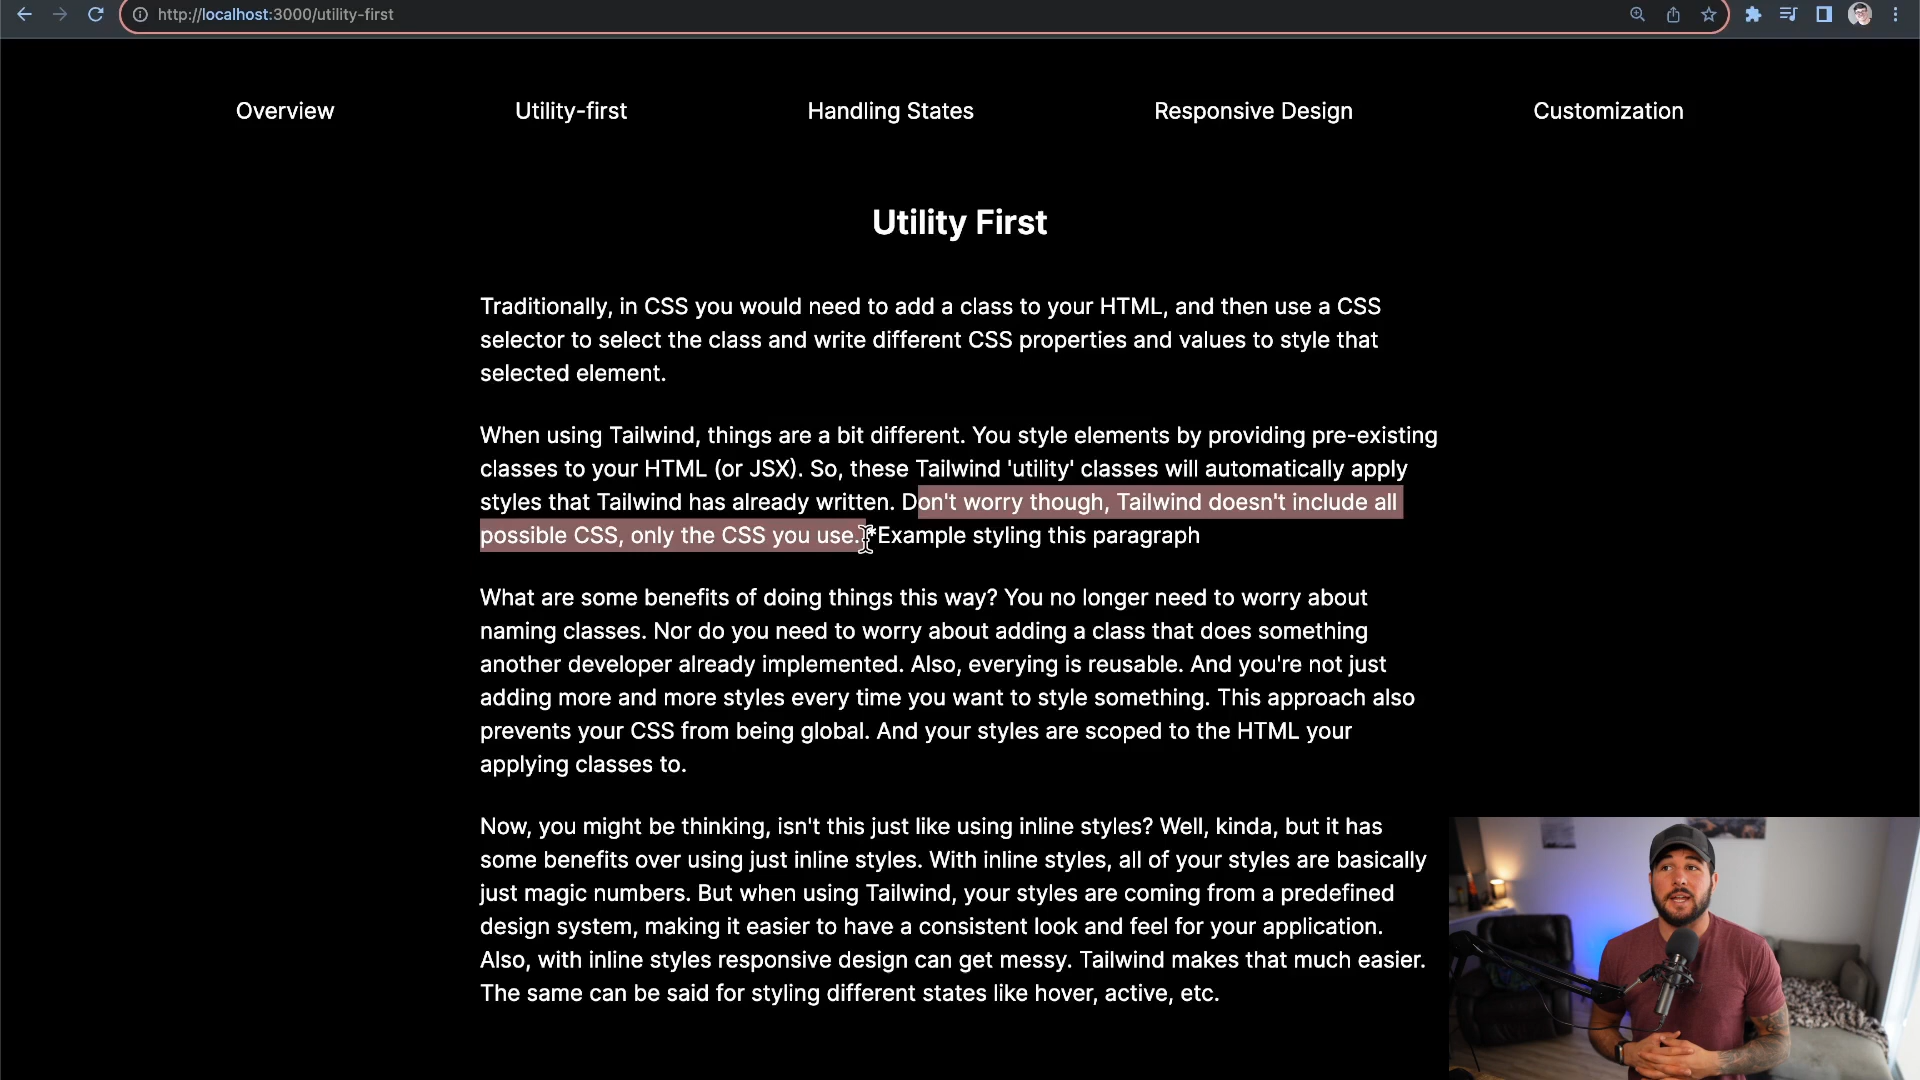 http://localhost:3000/utility-first
Overview
Utility-first
Handling States
Responsive Design
Customization
Utility First
Traditionally, in CSS you would need to add a class to your HTML, and then use a CSS
selector to select the class and write different CSS properties and values to style that
selected element.
When using Tailwind, things are a bit different. You style elements by providing pre-existing
classes to your HTML (or JSX). So, these Tailwind 'utility' classes will automatically apply
styles that Tailwind has already written. Don't worry though, Tailwind doesn't include all
possible CSS, only the CSS you use. *Example styling this paragraph
What are some benefits of doing things this way? You no longer need to worry about
naming classes. Nor do you need to worry about adding a class that does something
another developer already implemented. Also, everying is reusable. And you're not just
adding more and more styles every time you want to style something. This approach also
prevents your CSS from being global. And your styles are scoped to the HTML your
applying classes to.
Now, you might be thinking, isn't this just like using inline styles? Well, kinda, but it has
some benefits over using just inline styles. With inline styles, all of your styles are basically
just magic numbers. But when using Tailwind, your styles are coming from a predefined
design system, making it easier to have a consistent look and feel for your application.
Also, with inline styles responsive design can get messy. Tailwind makes that much easier.
The same can be said for styling different states like hover, active, etc.